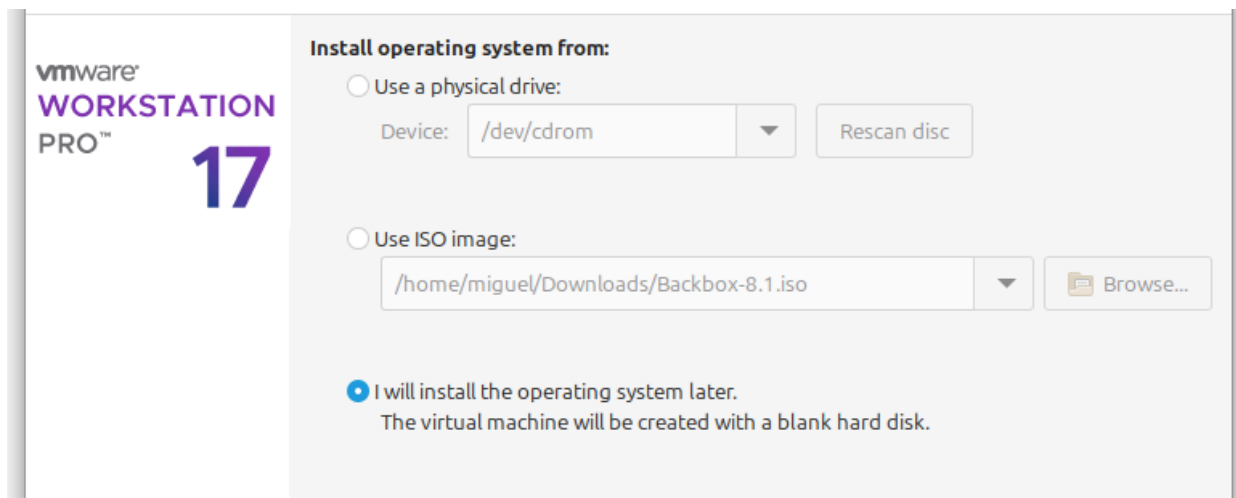 vmware
WORKSTATION
PRO™
17
Install operating system from:
Use a physical drive:
Device: /dev/cdrom Rescan disc
Use ISO image:
/home/miguel/Downloads/Backbox-8.1.iso Browse...
I will install the operating system later.
The virtual machine will be created with a blank hard disk.